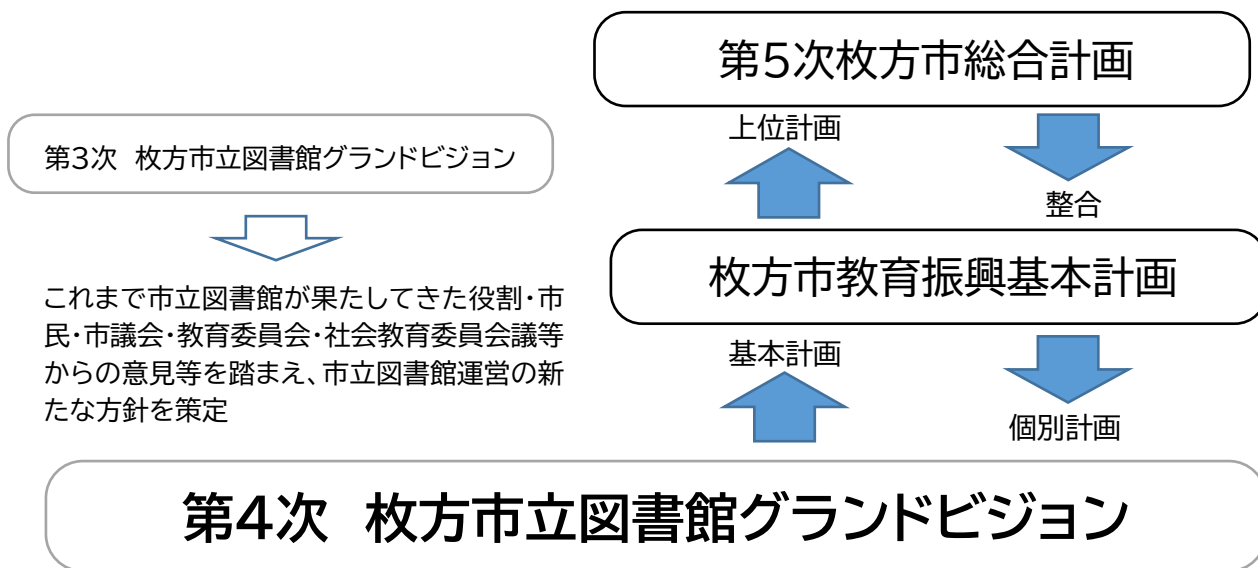 第5次枚方市総合計画
上位計画
整合
第3次 枚方市立図書館グランドビジョン
枚方市教育振興基本計画
これまで市立図書館が果たしてきた役割・市
民・市議会・教育委員会・社会教育委員会議等
からの意見等を踏まえ、市立図書館運営の新
たな方針を策定
基本計画
個別計画
第4次 枚方市立図書館グランドビジョン